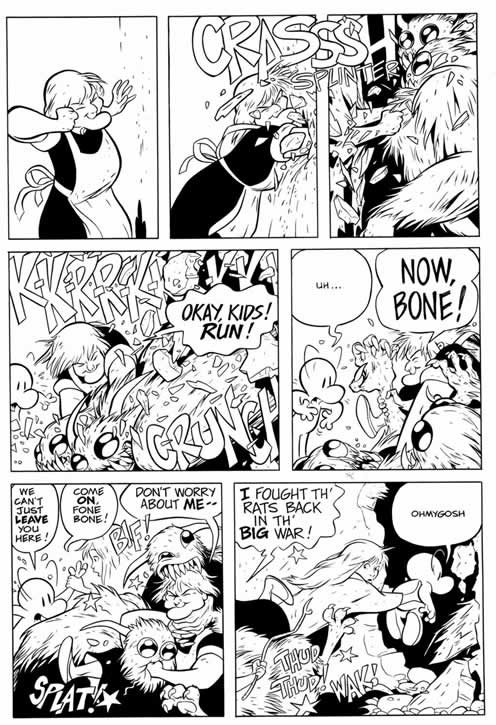 CRASSSH
SPLINTER
K-K-R-R-K-K
OKAY, KIDS!
RUN!
CRUNCH
UH...
NOW,
BONE!
WE
CAN'T
JUST
LEAVE
YOU
HERE!
COME
ON,
FONE
BONE!
BIF!
DON'T WORRY
ABOUT ME--
SPLAT!
I FOUGHT TH'
RATS BACK
IN TH'
BIG WAR!
OHMYGOSH
THUD
THUD!
WAK!